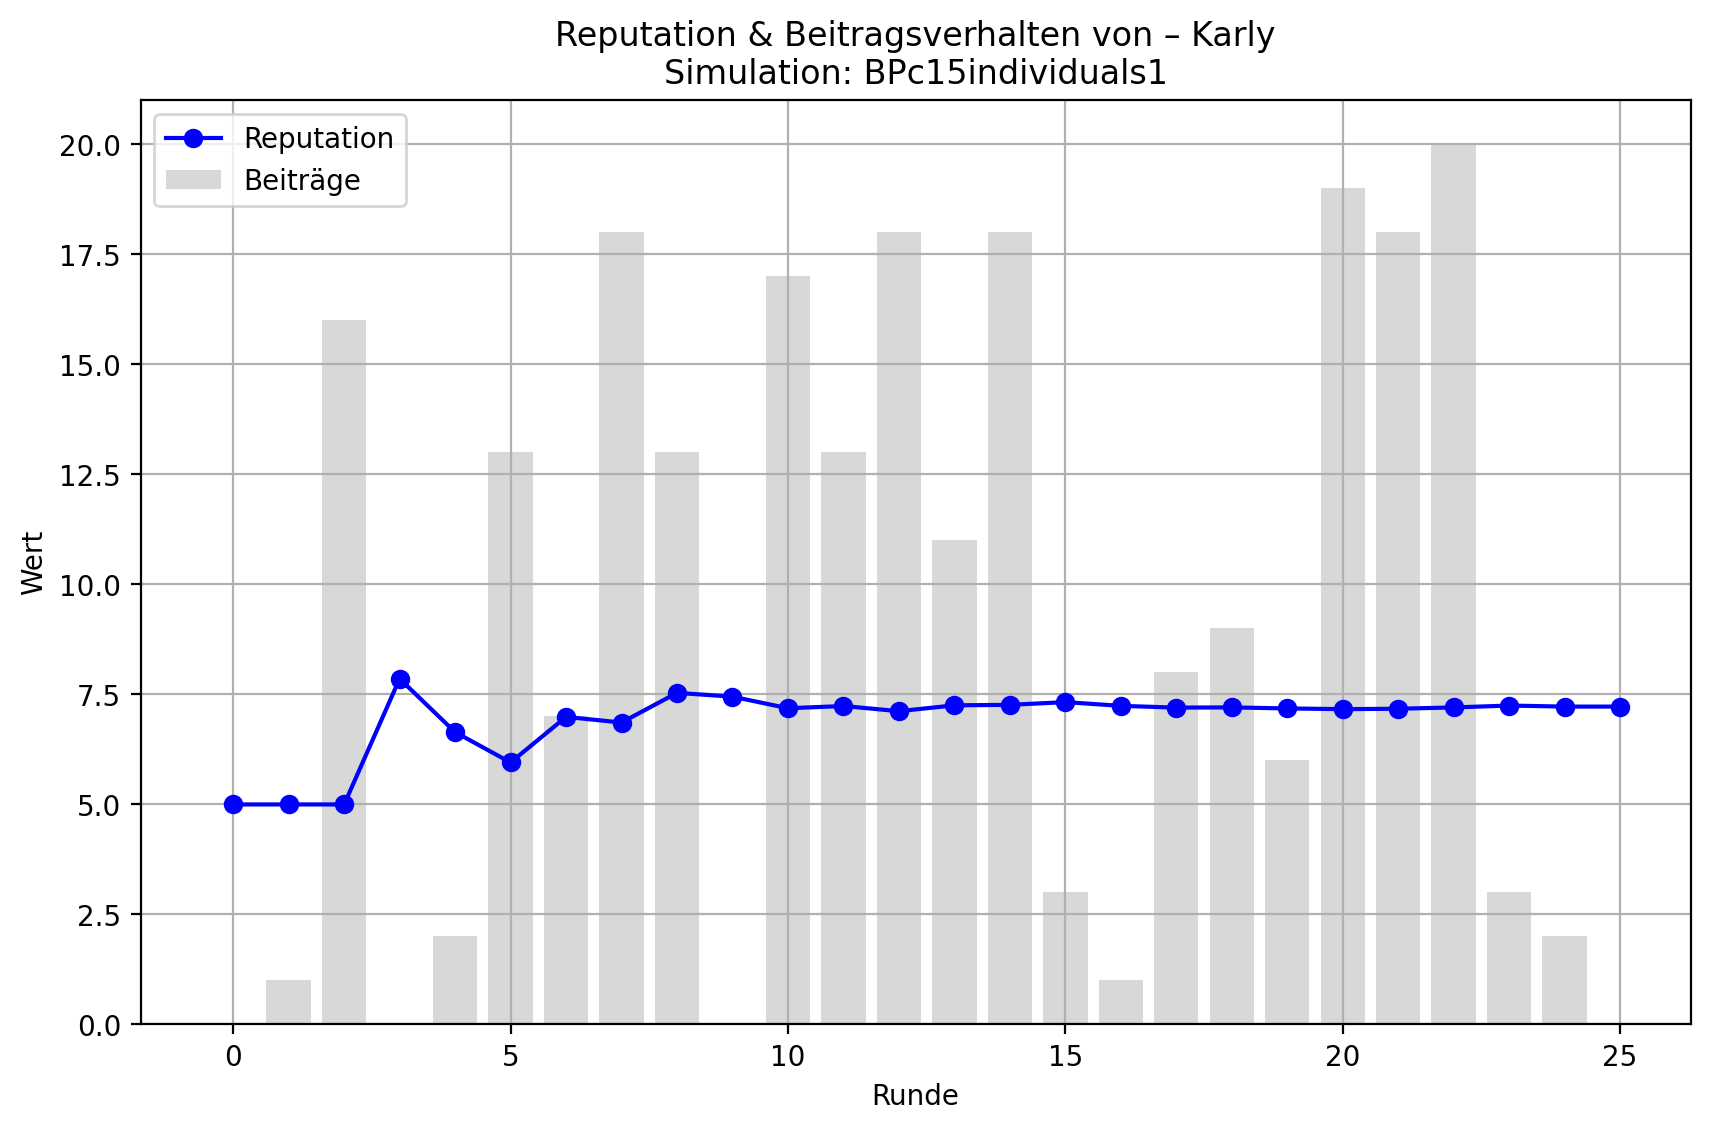 Reputation & Beitragsverhalten von – Karly
Simulation: BPc15individuals1
Reputation
Beiträge
20.0
17.5
15.0
12.5
10.0
7.5
5.0
2.5
0.0
Wert
0 5 10 15 20 25
Runde